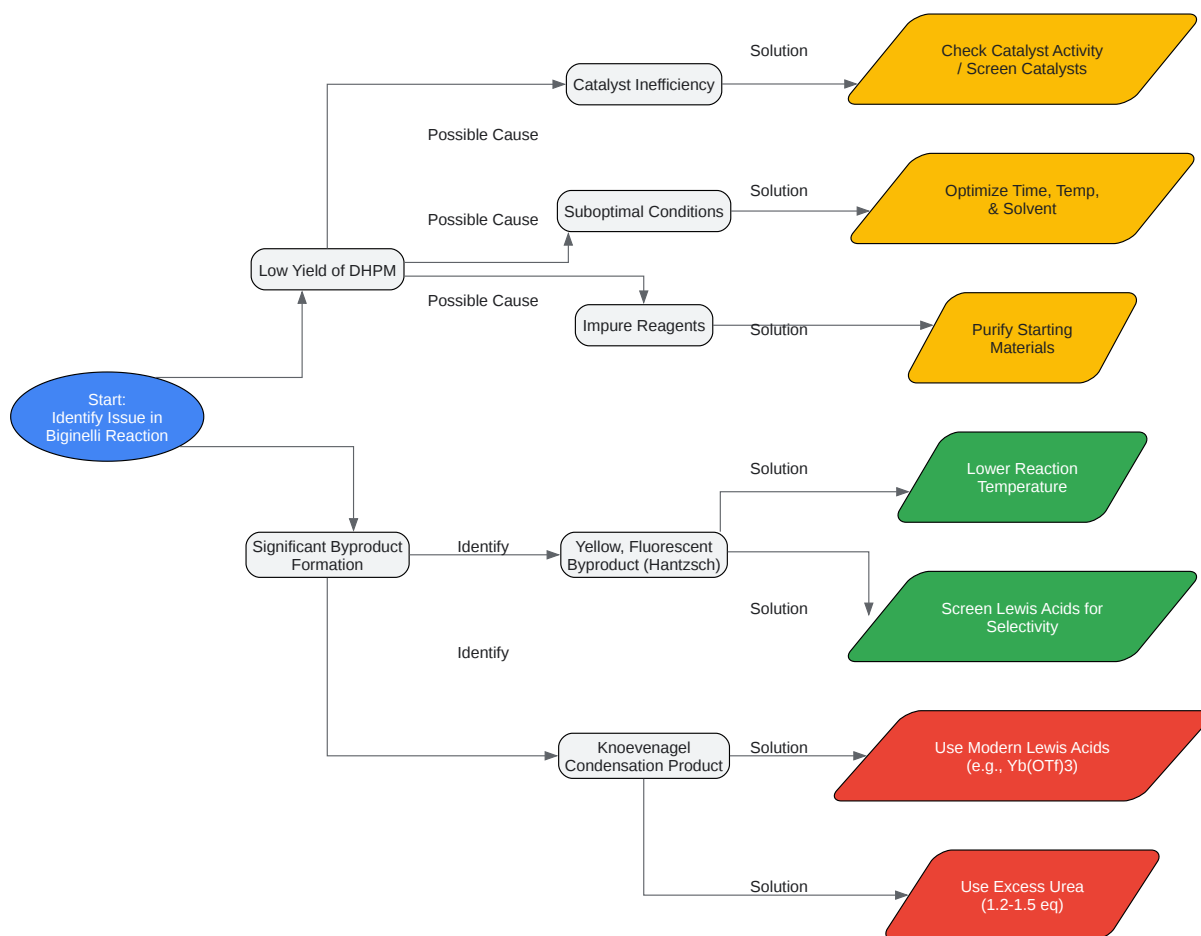 Solution
Check Catalyst Activity
/ Screen Catalysts
Catalyst Inefficiency
Possible Cause
Solution
Optimize Time, Temp,
& Solvent
Suboptimal Conditions
Possible Cause
Low Yield of DHPM
Possible Cause
Impure Reagents
Solution
Purify Starting
Materials
Start:
Identify Issue in
Biginelli Reaction
Solution
Lower Reaction
Temperature
Significant Byproduct
Formation
Identify
Yellow, Fluorescent
Byproduct (Hantzsch)
Solution
Screen Lewis Acids for
Selectivity
Identify
Knoevenagel
Condensation Product
Solution
Use Modern Lewis Acids
(e.g., Yb(OTf)3)
Solution
Use Excess Urea
(1.2-1.5 eq)